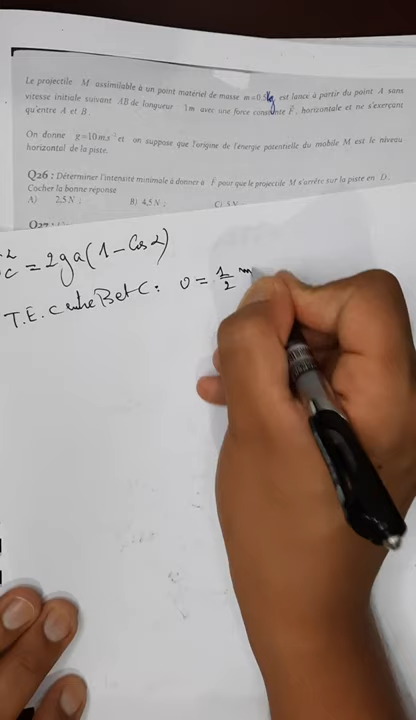 Le projectile M assimilable à un point matériel de masse m=0.5kg est lancé à partir du point A sans
vitesse initiale suivant AB de longueur 1m avec une force constante F, horizontale et ne s'exerçant
qu'entre A et B.
On donne g=10m.s⁻² et on suppose que l'origine de l'énergie potentielle du mobile M est le niveau
horizontal de la piste.
Q26 : Déterminer l'intensité minimale à donner à F pour que le projectile M s'arrête sur la piste en D.
Cocher la bonne réponse
A) 2,5N ; B) 4,5N ; C) 5N
c² = 2ga(1 - Cos α)
T.E.C entre B et C : 0 = 1/2 m